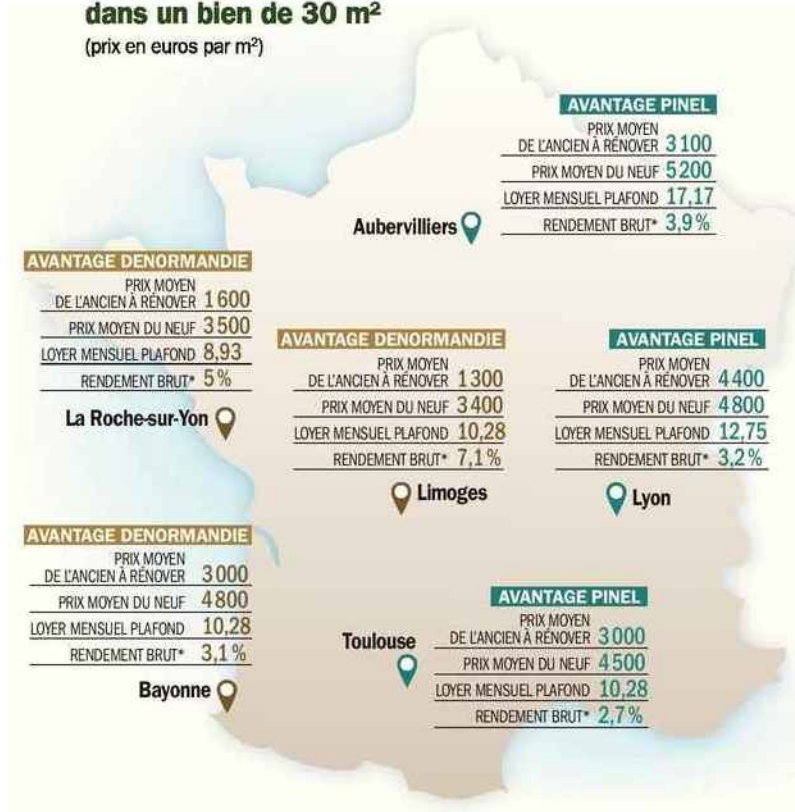 dans un bien de 30 m²
(prix en euros par m²)
AVANTAGE PINEL
PRIX MOYEN
DE L'ANCIEN À RÉNOVER 3 100
PRIX MOYEN DU NEUF 5 200
LOYER MENSUEL PLAFOND 17,17
RENDEMENT BRUT* 3,9 %
Aubervilliers
AVANTAGE DENORMANDIE
PRIX MOYEN
DE L'ANCIEN À RÉNOVER 1 600
PRIX MOYEN DU NEUF 3 500
LOYER MENSUEL PLAFOND 8,93
RENDEMENT BRUT* 5 %
La Roche-sur-Yon
AVANTAGE DENORMANDIE
PRIX MOYEN
DE L'ANCIEN À RÉNOVER 1 300
PRIX MOYEN DU NEUF 3 400
LOYER MENSUEL PLAFOND 10,28
RENDEMENT BRUT* 7,1 %
Limoges
AVANTAGE PINEL
PRIX MOYEN
DE L'ANCIEN À RÉNOVER 4 400
PRIX MOYEN DU NEUF 4 800
LOYER MENSUEL PLAFOND 12,75
RENDEMENT BRUT* 3,2 %
Lyon
AVANTAGE DENORMANDIE
PRIX MOYEN
DE L'ANCIEN À RÉNOVER 3 000
PRIX MOYEN DU NEUF 4 800
LOYER MENSUEL PLAFOND 10,28
RENDEMENT BRUT* 3,1 %
Bayonne
AVANTAGE PINEL
PRIX MOYEN
DE L'ANCIEN À RÉNOVER 3 000
PRIX MOYEN DU NEUF 4 500
LOYER MENSUEL PLAFOND 10,28
RENDEMENT BRUT* 2,7 %
Toulouse